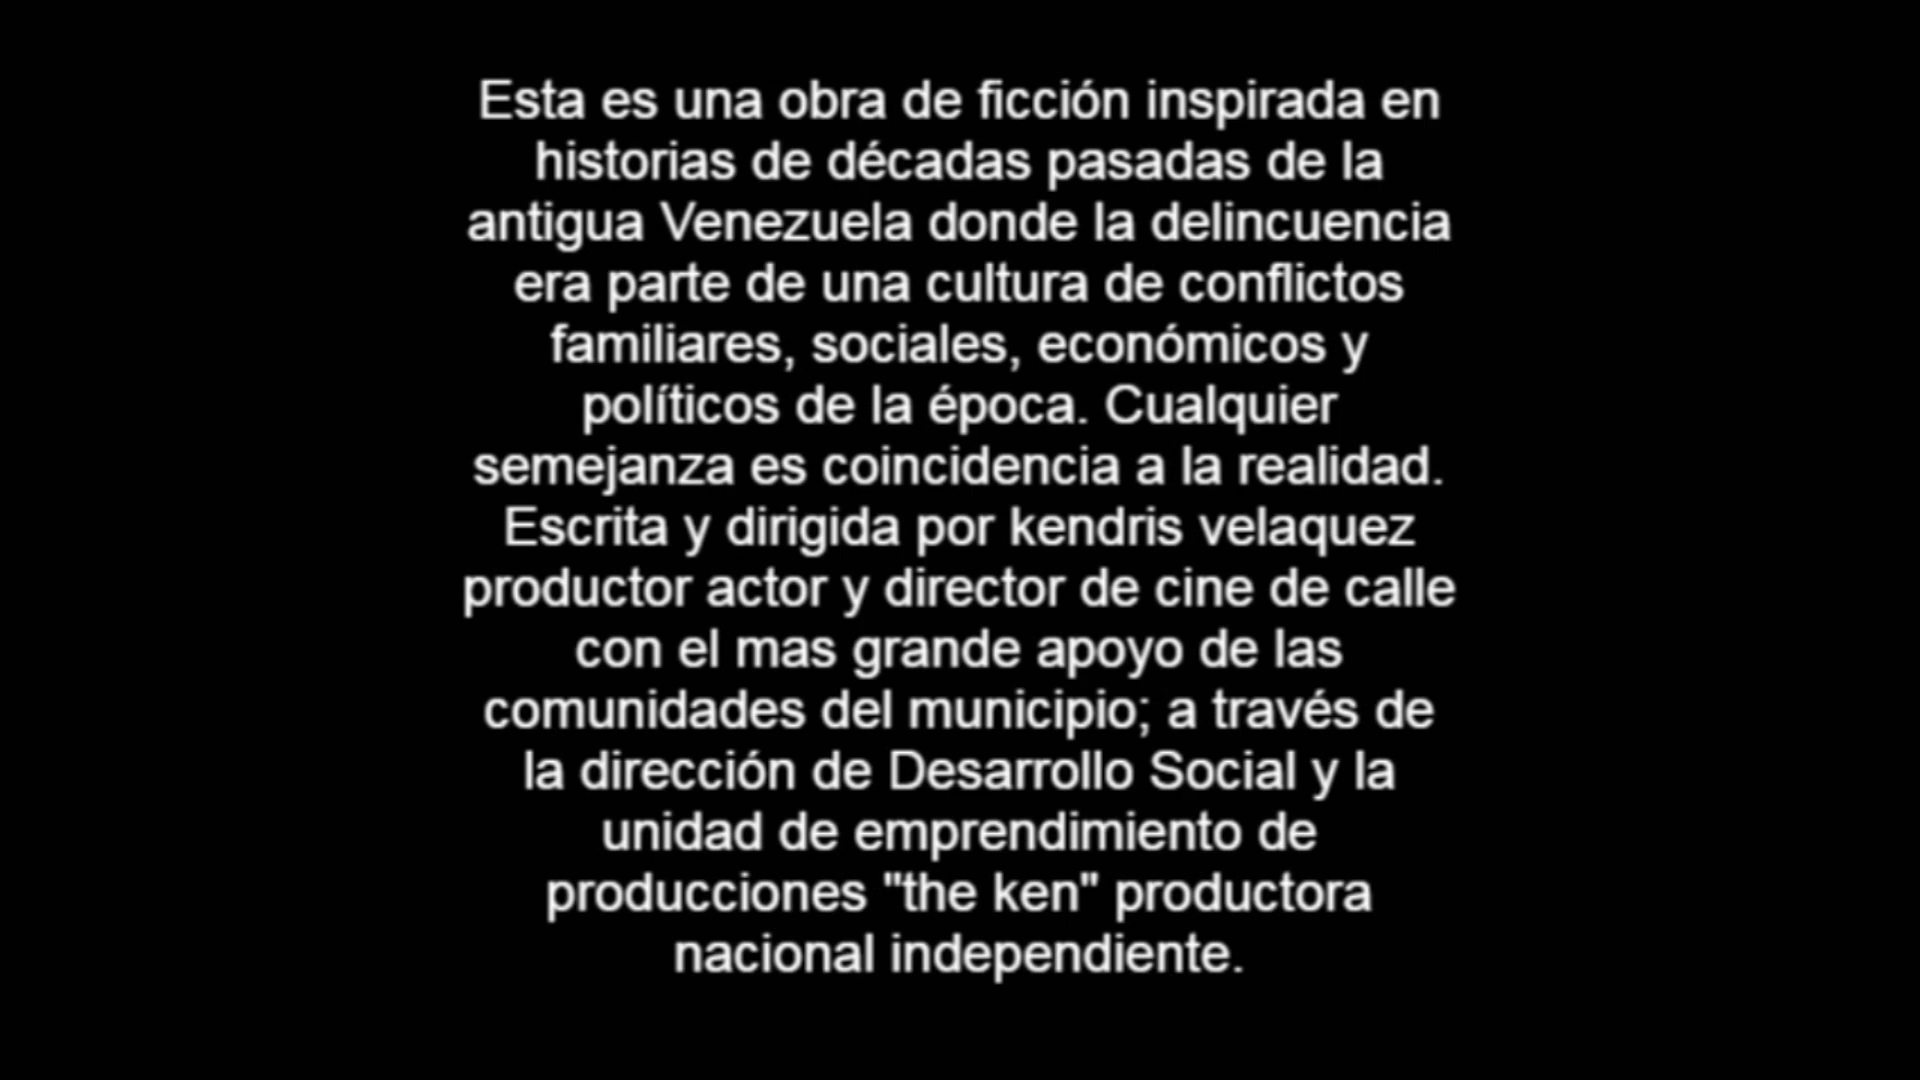 Esta es una obra de ficción inspirada en
historias de décadas pasadas de la
antigua Venezuela donde la delincuencia
era parte de una cultura de conflictos
familiares, sociales, económicos y
políticos de la época. Cualquier
semejanza es coincidencia a la realidad.
Escrita y dirigida por kendris velaquez
productor actor y director de cine de calle
con el mas grande apoyo de las
comunidades del municipio; a través de
la dirección de Desarrollo Social y la
unidad de emprendimiento de
producciones "the ken" productora
nacional independiente.